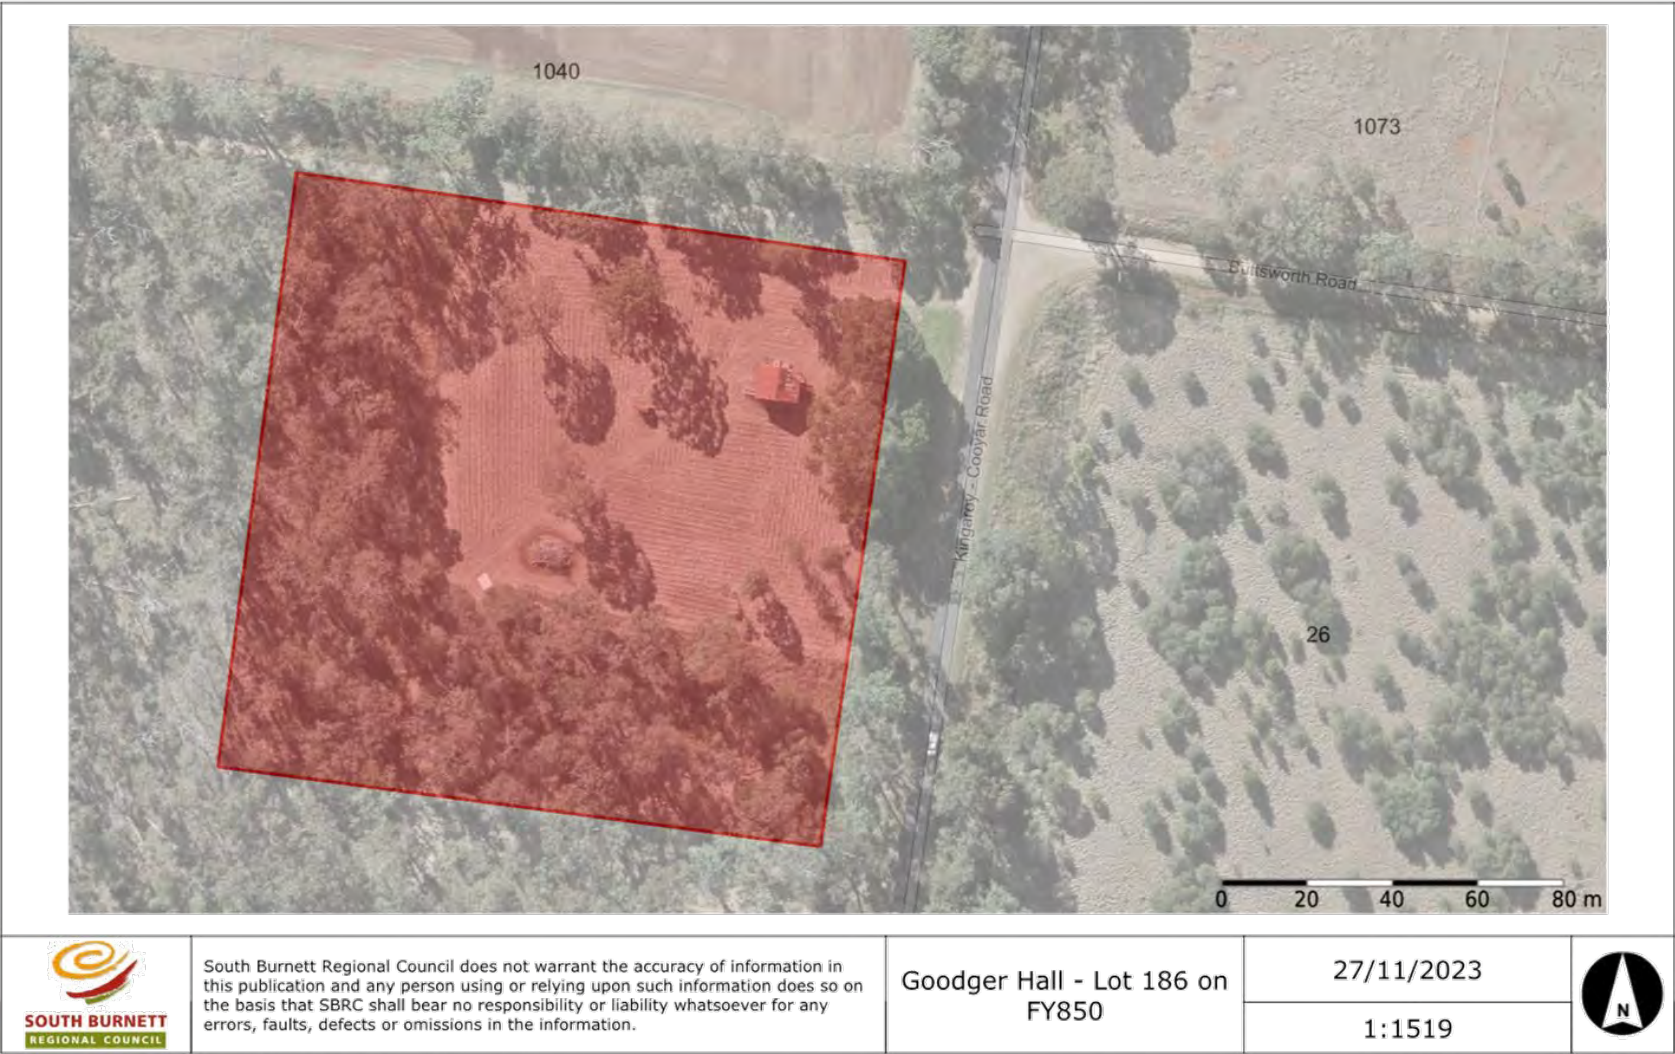 1040
1073
Buttsworth Road
Kingaroy - Cooyar Road
26
0 20 40 60 80 m
SOUTH BURNETT
REGIONAL COUNCIL
South Burnett Regional Council does not warrant the accuracy of information in
this publication and any person using or relying upon such information does so on
the basis that SBRC shall bear no responsibility or liability whatsoever for any
errors, faults, defects or omissions in the information.
Goodger Hall - Lot 186 on
FY850
27/11/2023
1:1519
N